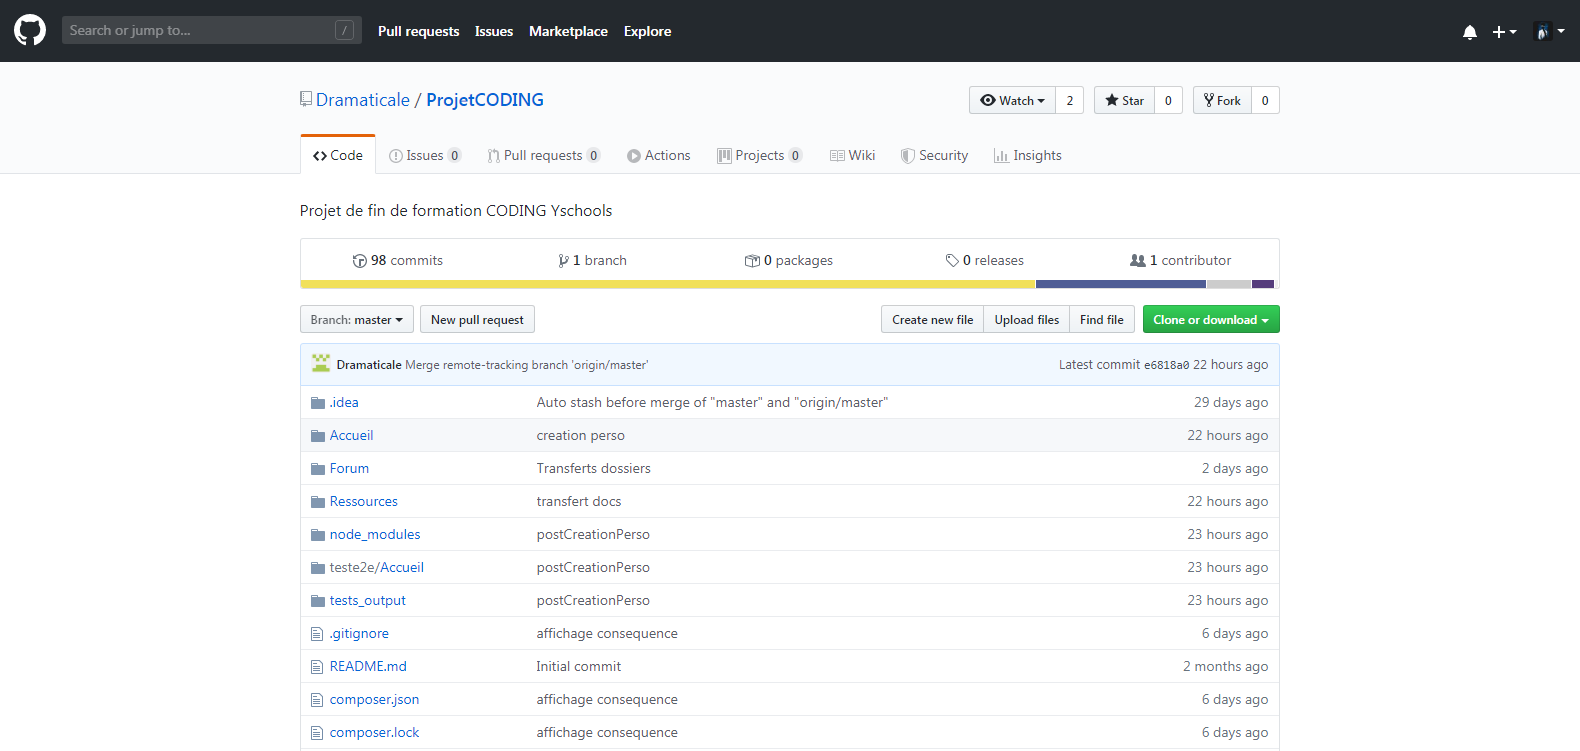 Search or jump to... /
Pull requests Issues Marketplace Explore
Dramaticale / ProjetCODING
Watch 2 Star 0 Fork 0
Code Issues 0 Pull requests 0 Actions Projects 0 Wiki Security Insights
Projet de fin de formation CODING Yschools
98 commits 1 branch 0 packages 0 releases 1 contributor
Branch: master New pull request Create new file Upload files Find file Clone or download
Dramaticale Merge remote-tracking branch 'origin/master' Latest commit e6818a0 22 hours ago
.idea Auto stash before merge of "master" and "origin/master" 29 days ago
Accueil creation perso 22 hours ago
Forum Transferts dossiers 2 days ago
Ressources transfert docs 22 hours ago
node_modules postCreationPerso 23 hours ago
teste2e/Accueil postCreationPerso 23 hours ago
tests_output postCreationPerso 23 hours ago
.gitignore affichage consequence 6 days ago
README.md Initial commit 2 months ago
composer.json affichage consequence 6 days ago
composer.lock affichage consequence 6 days ago